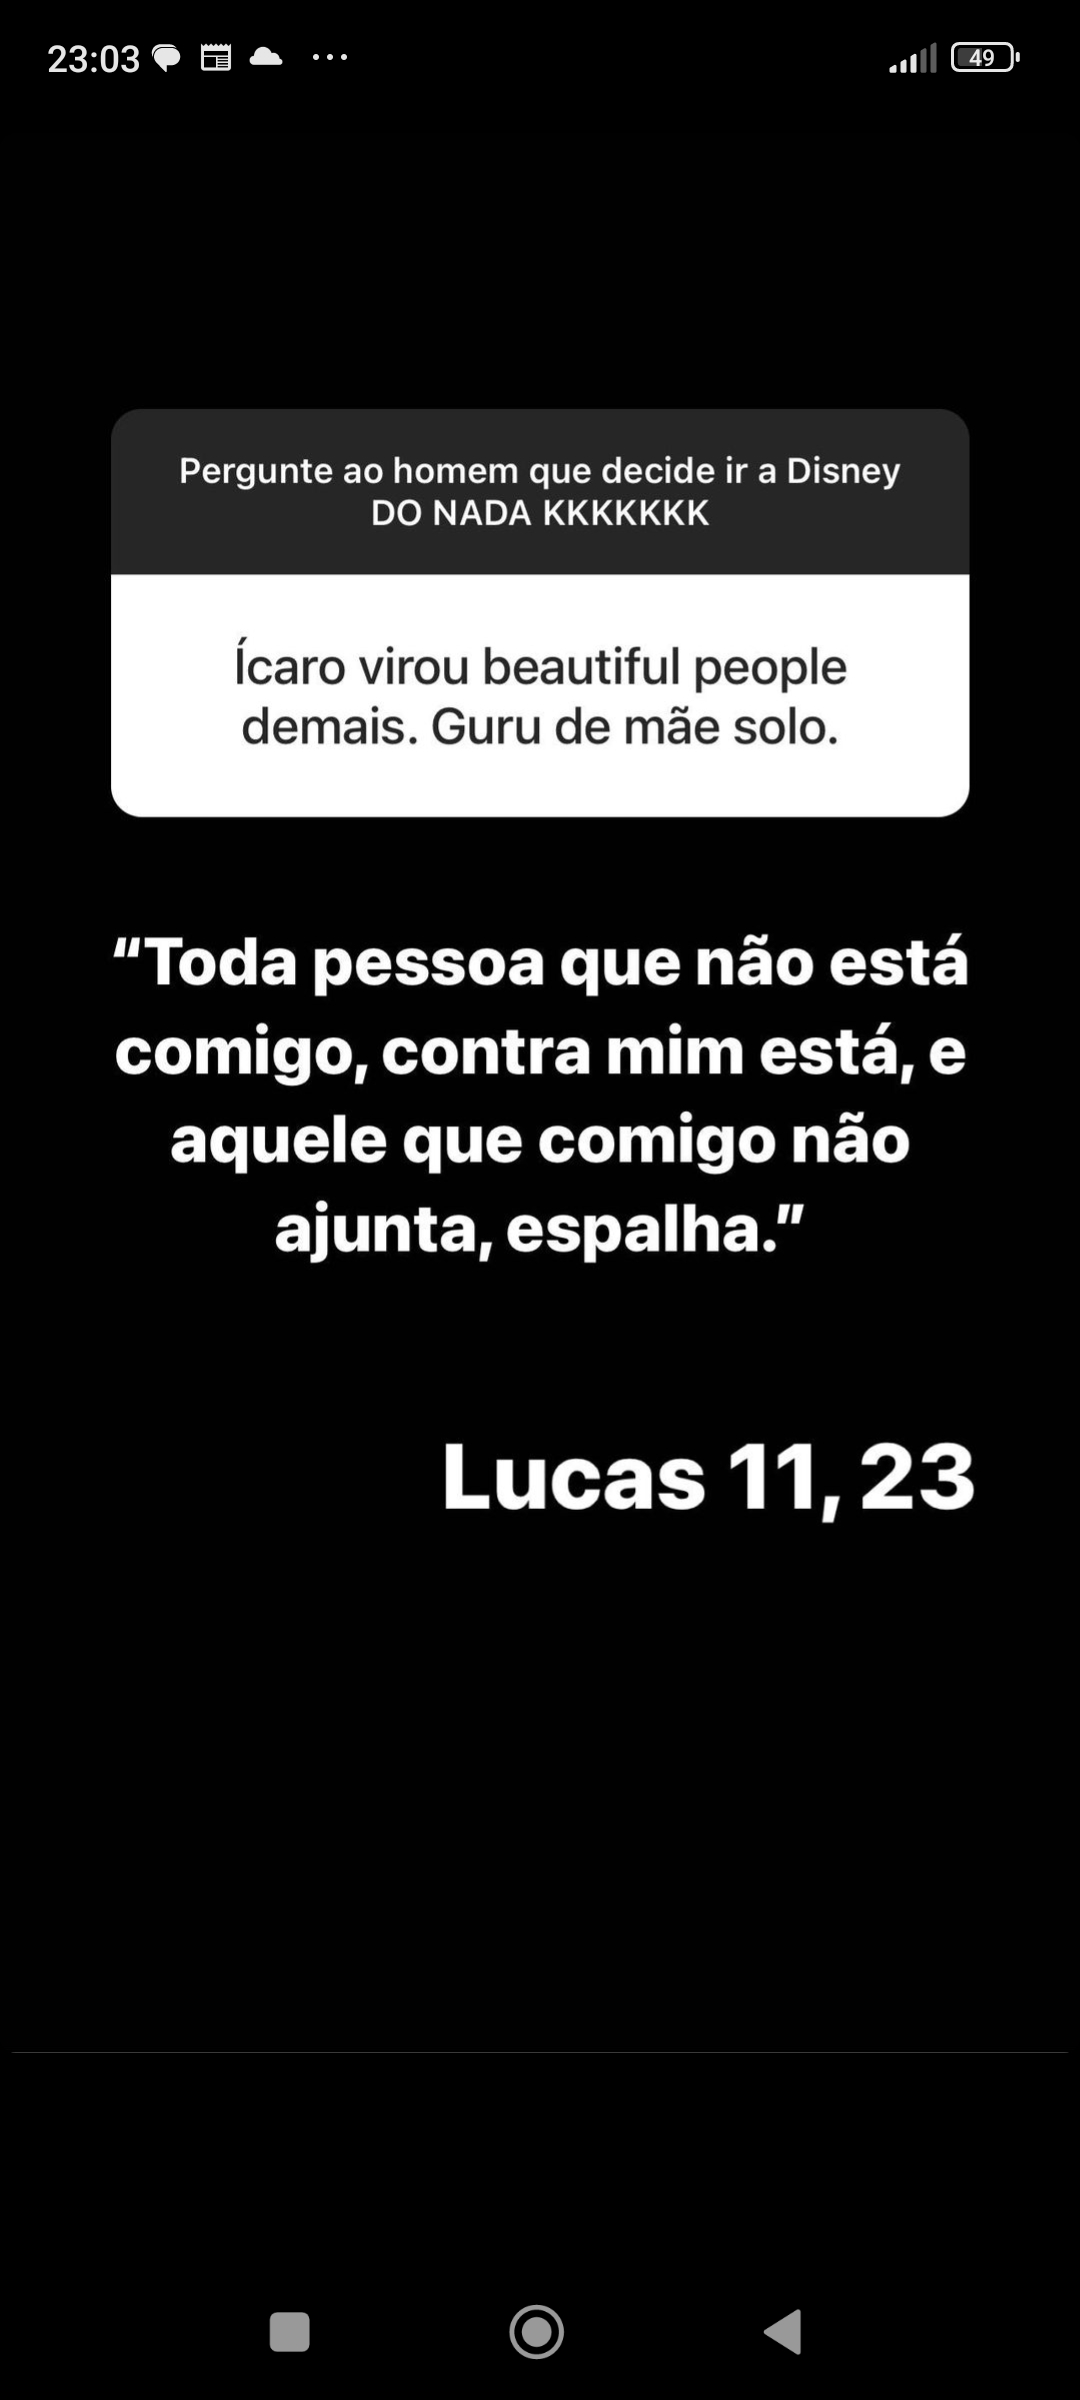 23:03
49
Pergunte ao homem que decide ir a Disney
DO NADA KKKKKKK
Ícaro virou beautiful people
demais. Guru de mãe solo.
“Toda pessoa que não está
comigo, contra mim está, e
aquele que comigo não
ajunta, espalha.”
Lucas 11, 23